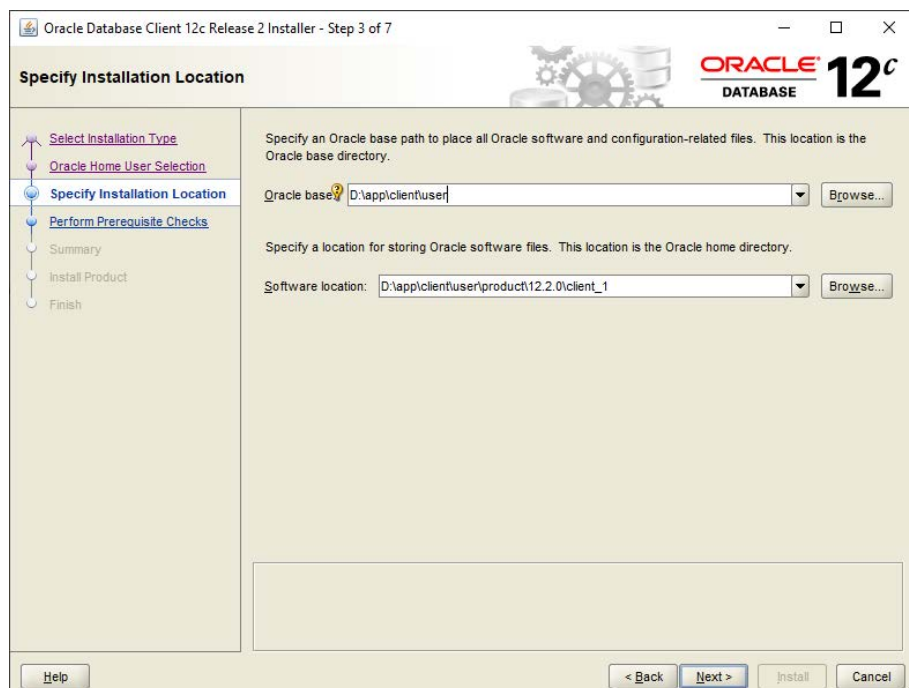 Oracle Database Client 12c Release 2 Installer - Step 3 of 7
Specify Installation Location
ORACLE
DATABASE
12c
Select Installation Type
Oracle Home User Selection
Specify Installation Location
Perform Prerequisite Checks
Summary
Install Product
Finish
Specify an Oracle base path to place all Oracle software and configuration-related files. This location is the
Oracle base directory.
Oracle base: D:\app\client\user
Browse...
Specify a location for storing Oracle software files. This location is the Oracle home directory.
Software location: D:\app\client\user\product\12.2.0\client_1
Browse...
Help
< Back
Next >
Install
Cancel